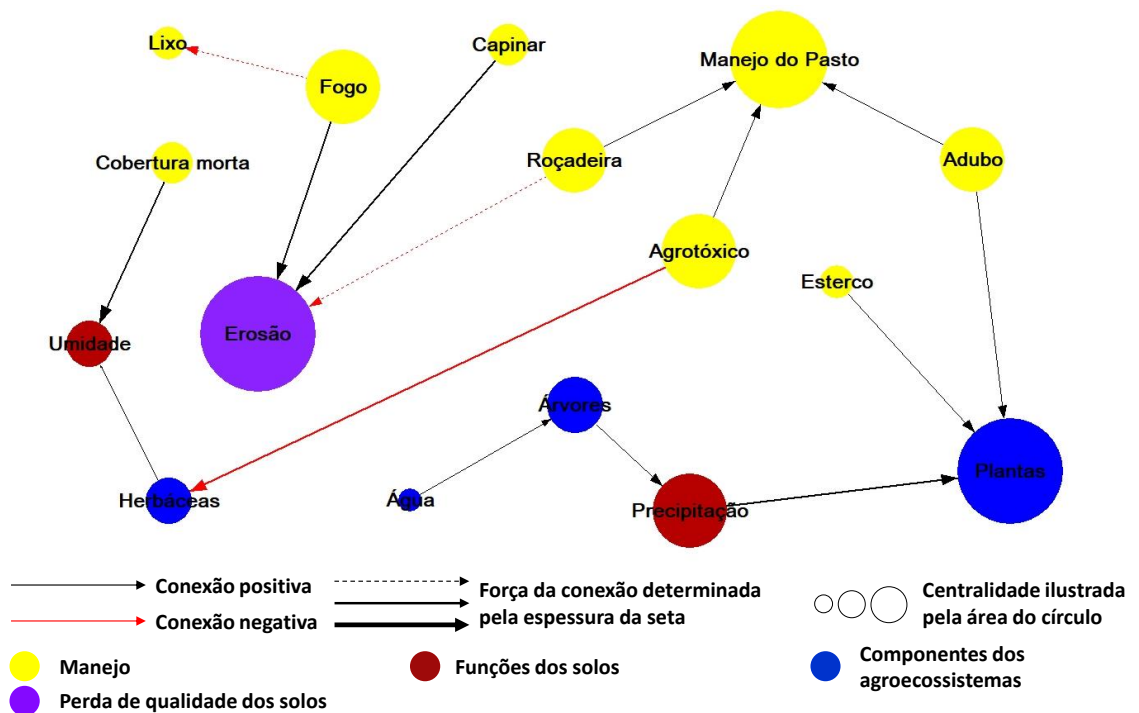 Lixo
Capinar
Manejo do Pasto
Fogo
Cobertura morta
Roçadeira
Adubo
Agrotóxico
Esterco
Umidade
Erosão
Árvores
Herbáceas
Água
Precipitação
Plantas
Conexão positiva
Conexão negativa
Força da conexão determinada
pela espessura da seta
Centralidade ilustrada
pela área do círculo
Manejo
Funções dos solos
Componentes dos
agroecossistemas
Perda de qualidade dos solos